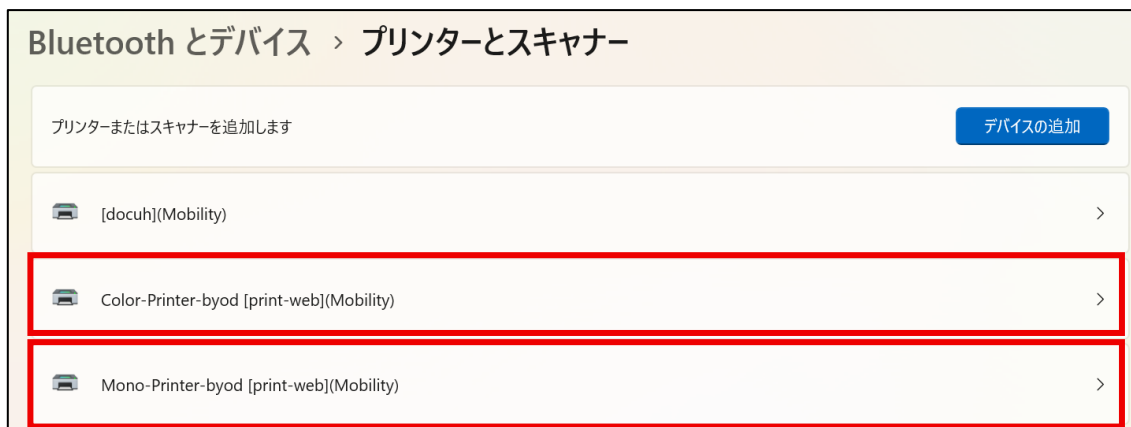 Bluetooth とデバイス › プリンターとスキャナー
プリンターまたはスキャナーを追加します
デバイスの追加
[docuh](Mobility)
Color-Printer-byod [print-web](Mobility)
Mono-Printer-byod [print-web](Mobility)